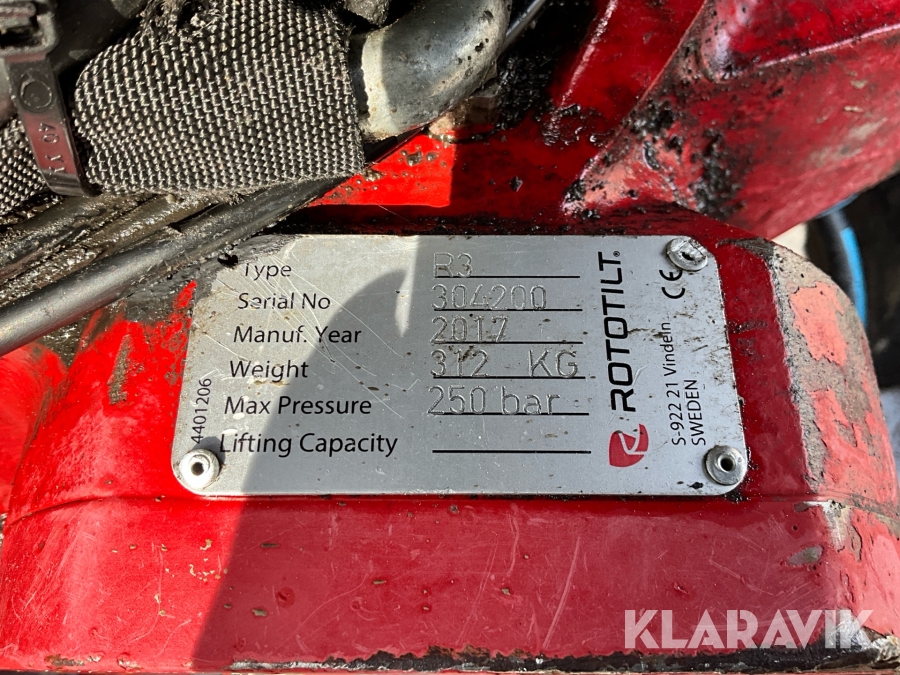 Type R3
Serial No 304200
Manuf. Year 2017
Weight 312 KG
Max Pressure 250 bar
Lifting Capacity
4401206
ROTOTILT®
CE
S-922 21 Vindeln
SWEDEN
KLARAVIK